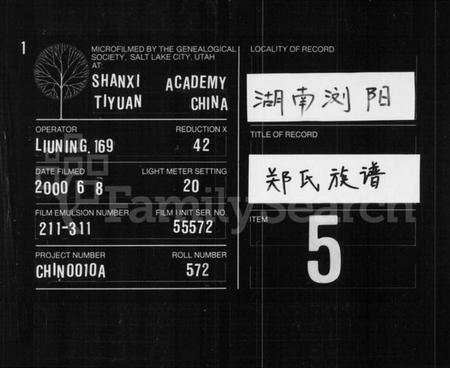 1
MICROFILMED BY THE GENEALOGICAL
SOCIETY, SALT LAKE CITY, UTAH
AT:
SHANXI ACADEMY
TIYUAN CHINA
OPERATOR REDUCTION X
LIUNING, 169 42
DATE FILMED LIGHT METER SETTING
2000 6 8 20
FILM EMULSION NUMBER FILM UNIT SER. NO.
211-311 55572
PROJECT NUMBER ROLL NUMBER
CHIN0010A 572
LOCALITY OF RECORD
湖南浏阳
TITLE OF RECORD
郑氏族谱
ITEM
5
FamilySearch